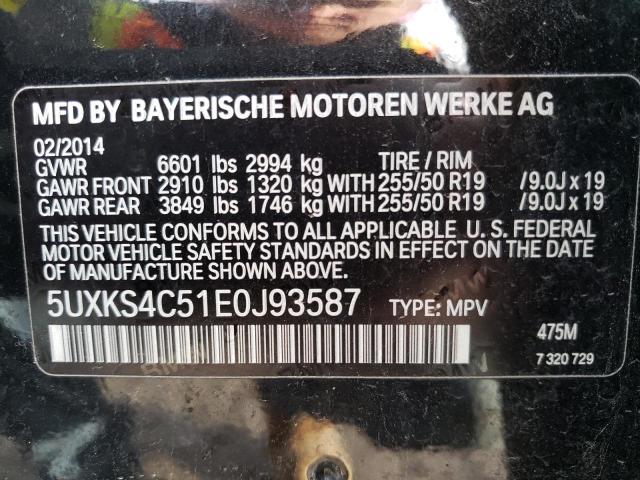 MFD BY BAYERISCHE MOTOREN WERKE AG
02/2014
GVWR 6601 lbs 2994 kg TIRE / RIM
GAWR FRONT 2910 lbs 1320 kg WITH 255/50 R19 /9.0J x 19
GAWR REAR 3849 lbs 1746 kg WITH 255/50 R19 /9.0J x 19
THIS VEHICLE CONFORMS TO ALL APPLICABLE U. S. FEDERAL
MOTOR VEHICLE SAFETY STANDARDS IN EFFECT ON THE DATE
OF MANUFACTURE SHOWN ABOVE.
5UXKS4C51E0J93587 TYPE: MPV
475M
7 320 729